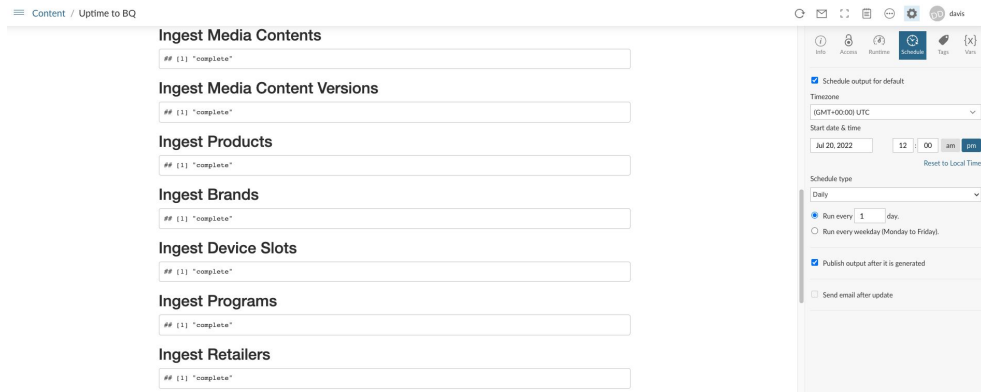 Content / Uptime to BQ
DD davis
Ingest Media Contents
## [1] "complete"
Ingest Media Content Versions
## [1] "complete"
Ingest Products
## [1] "complete"
Ingest Brands
## [1] "complete"
Ingest Device Slots
## [1] "complete"
Ingest Programs
## [1] "complete"
Ingest Retailers
## [1] "complete"
Info Access Runtime Schedule Tags {x} Vars
Schedule output for default
Timezone
(GMT+00:00) UTC
Start date & time
Jul 20, 2022 12 : 00 am pm
Reset to Local Time
Schedule type
Daily
Run every 1 day.
Run every weekday (Monday to Friday).
Publish output after it is generated
Send email after update